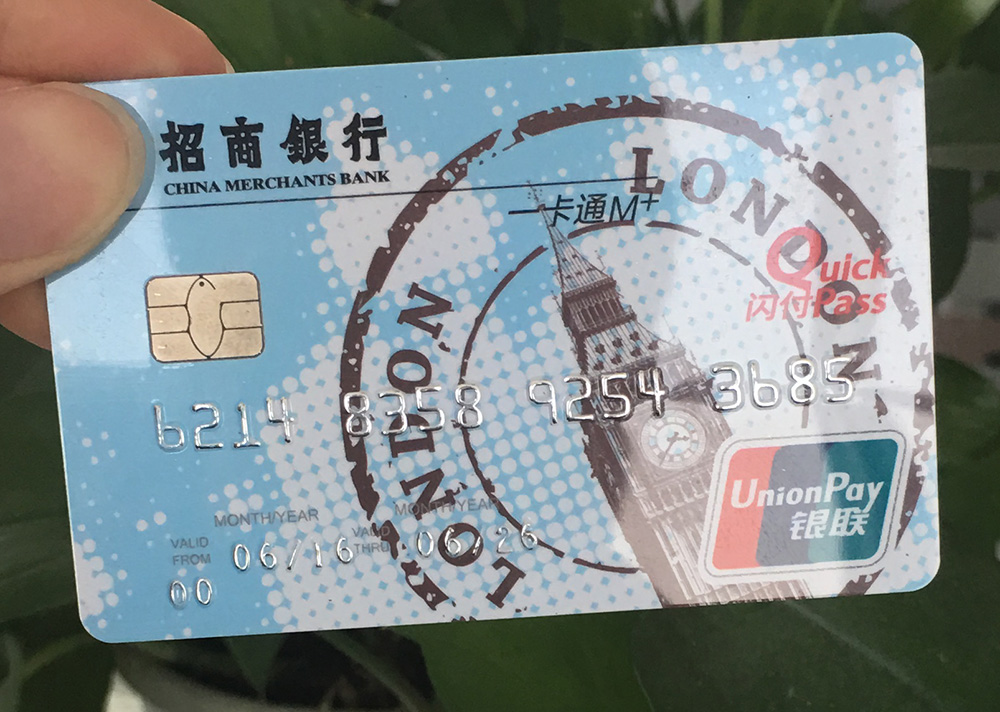 招商銀行
CHINA MERCHANTS BANK
一卡通M+
LONDON
Quick
闪付Pass
LONDON
6214 8358 9254 3685
UnionPay
银联
MONTH/YEAR MONTH/YEAR
VALID FROM 06/16 VALID THRU 06/26
00